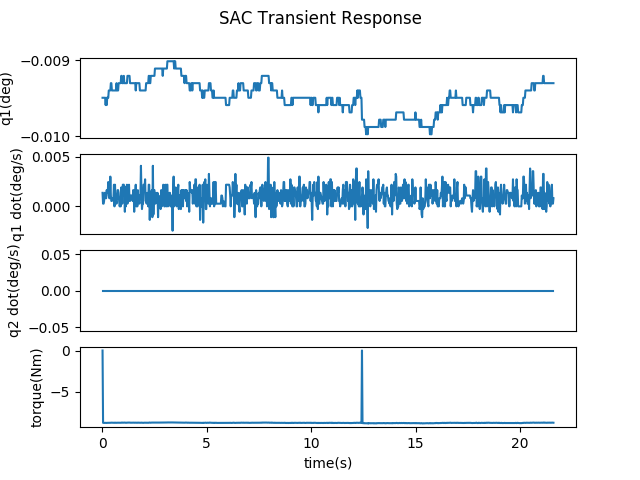 SAC Transient Response
−0.009
−0.010
q1(deg)
0.005
0.000
q1 dot(deg/s)
0.05
0.00
−0.05
q2 dot(deg/s)
0
−5
torque(Nm)
0 5 10 15 20
time(s)